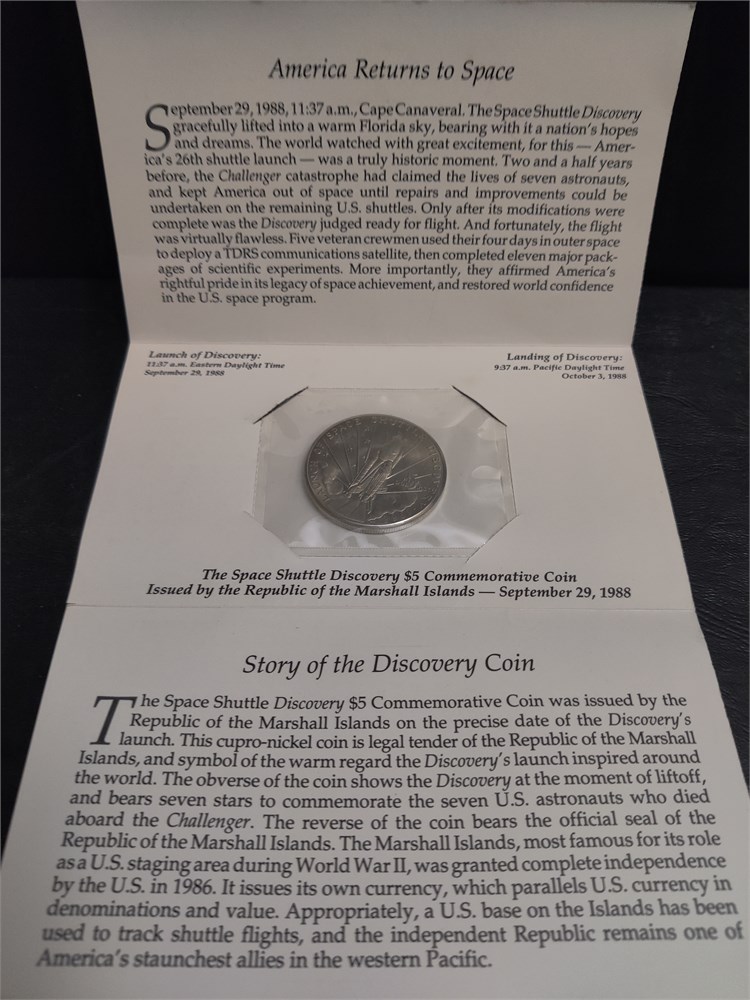 America Returns to Space
September 29, 1988, 11:37 a.m., Cape Canaveral. The Space Shuttle Discovery
gracefully lifted into a warm Florida sky, bearing with it a nation's hopes
and dreams. The world watched with great excitement, for this — Amer-
ica's 26th shuttle launch — was a truly historic moment. Two and a half years
before, the Challenger catastrophe had claimed the lives of seven astronauts,
and kept America out of space until repairs and improvements could be
undertaken on the remaining U.S. shuttles. Only after its modifications were
complete was the Discovery judged ready for flight. And fortunately, the flight
was virtually flawless. Five veteran crewmen used their four days in outer space
to deploy a TDRS communications satellite, then completed eleven major pack-
ages of scientific experiments. More importantly, they affirmed America's
rightful pride in its legacy of space achievement, and restored world confidence
in the U.S. space program.
Launch of Discovery:
11:37 a.m. Eastern Daylight Time
September 29, 1988
Landing of Discovery:
9:37 a.m. Pacific Daylight Time
October 3, 1988
The Space Shuttle Discovery $5 Commemorative Coin
Issued by the Republic of the Marshall Islands — September 29, 1988
Story of the Discovery Coin
The Space Shuttle Discovery $5 Commemorative Coin was issued by the
Republic of the Marshall Islands on the precise date of the Discovery's
launch. This cupro-nickel coin is legal tender of the Republic of the Marshall
Islands, and symbol of the warm regard the Discovery's launch inspired around
the world. The obverse of the coin shows the Discovery at the moment of liftoff,
and bears seven stars to commemorate the seven U.S. astronauts who died
aboard the Challenger. The reverse of the coin bears the official seal of the
Republic of the Marshall Islands. The Marshall Islands, most famous for its role
as a U.S. staging area during World War II, was granted complete independence
by the U.S. in 1986. It issues its own currency, which parallels U.S. currency in
denominations and value. Appropriately, a U.S. base on the Islands has been
used to track shuttle flights, and the independent Republic remains one of
America's staunchest allies in the western Pacific.